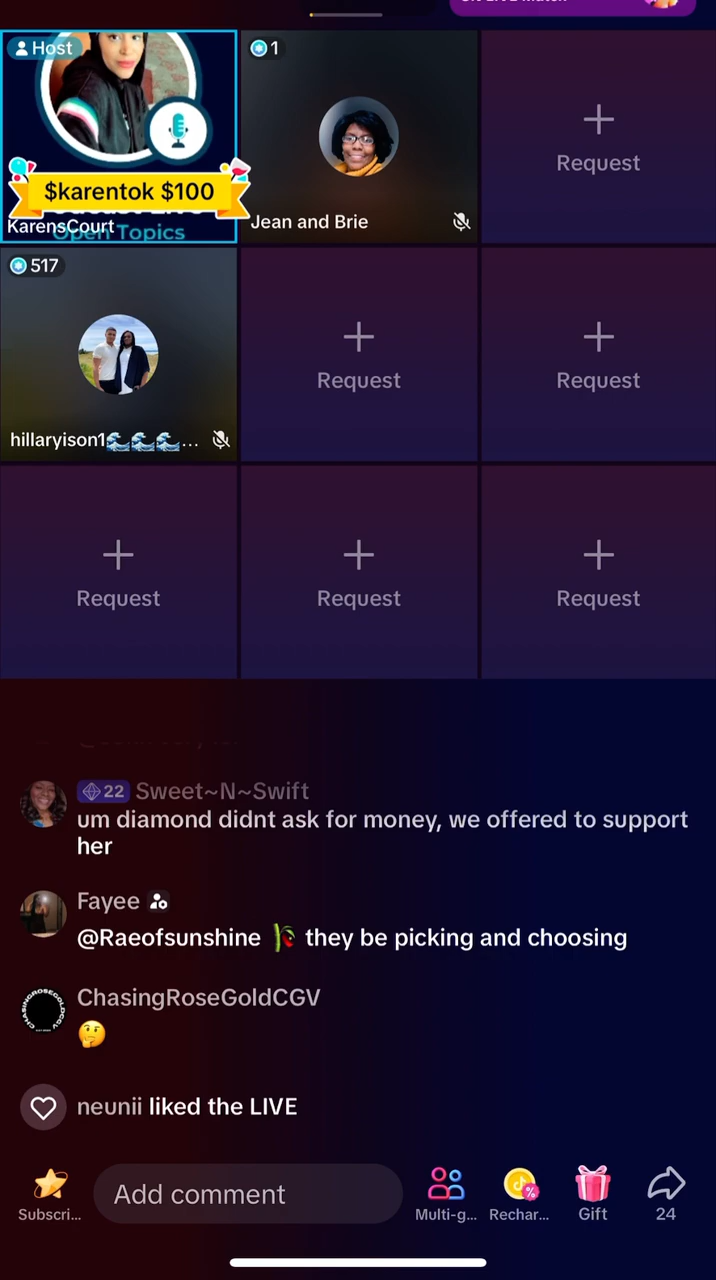 Host
1
Request
$karentok $100
KarensCourt
Open Topics
Jean and Brie
517
Request
Request
hillaryison1🌊🌊🌊...
Request
Request
Request
22 Sweet~N~Swift
um diamond didnt ask for money, we offered to support
her
Fayee
@Raeofsunshine they be picking and choosing
ChasingRoseGoldCGV
🤔
neunii liked the LIVE
Add comment
Subscri...
Multi-g...
Rechar...
Gift
24